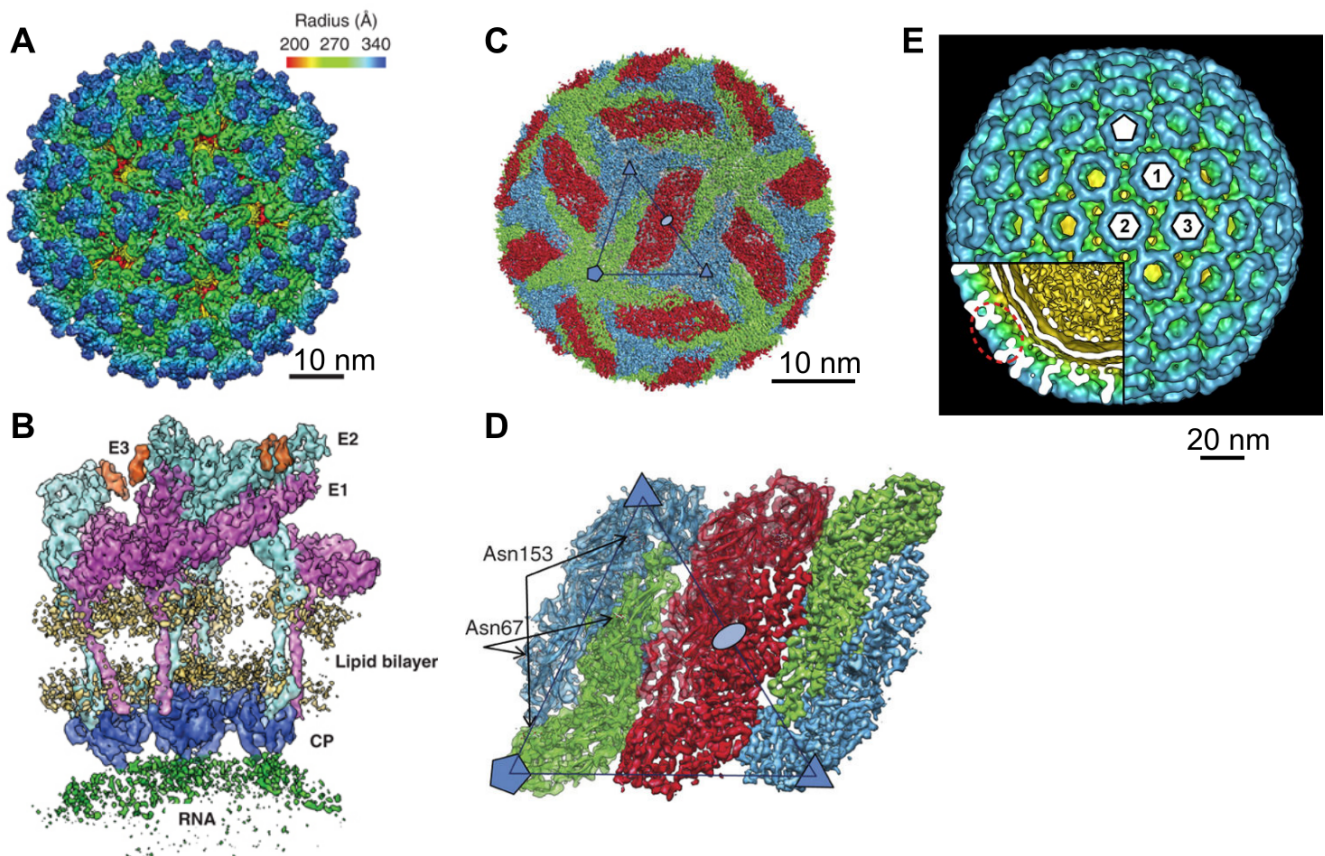 A
Radius (Å)
200 270 340
10 nm
B
E3
E2
E1
Lipid bilayer
CP
RNA
C
10 nm
D
Asn153
Asn67
E
1
2
3
20 nm